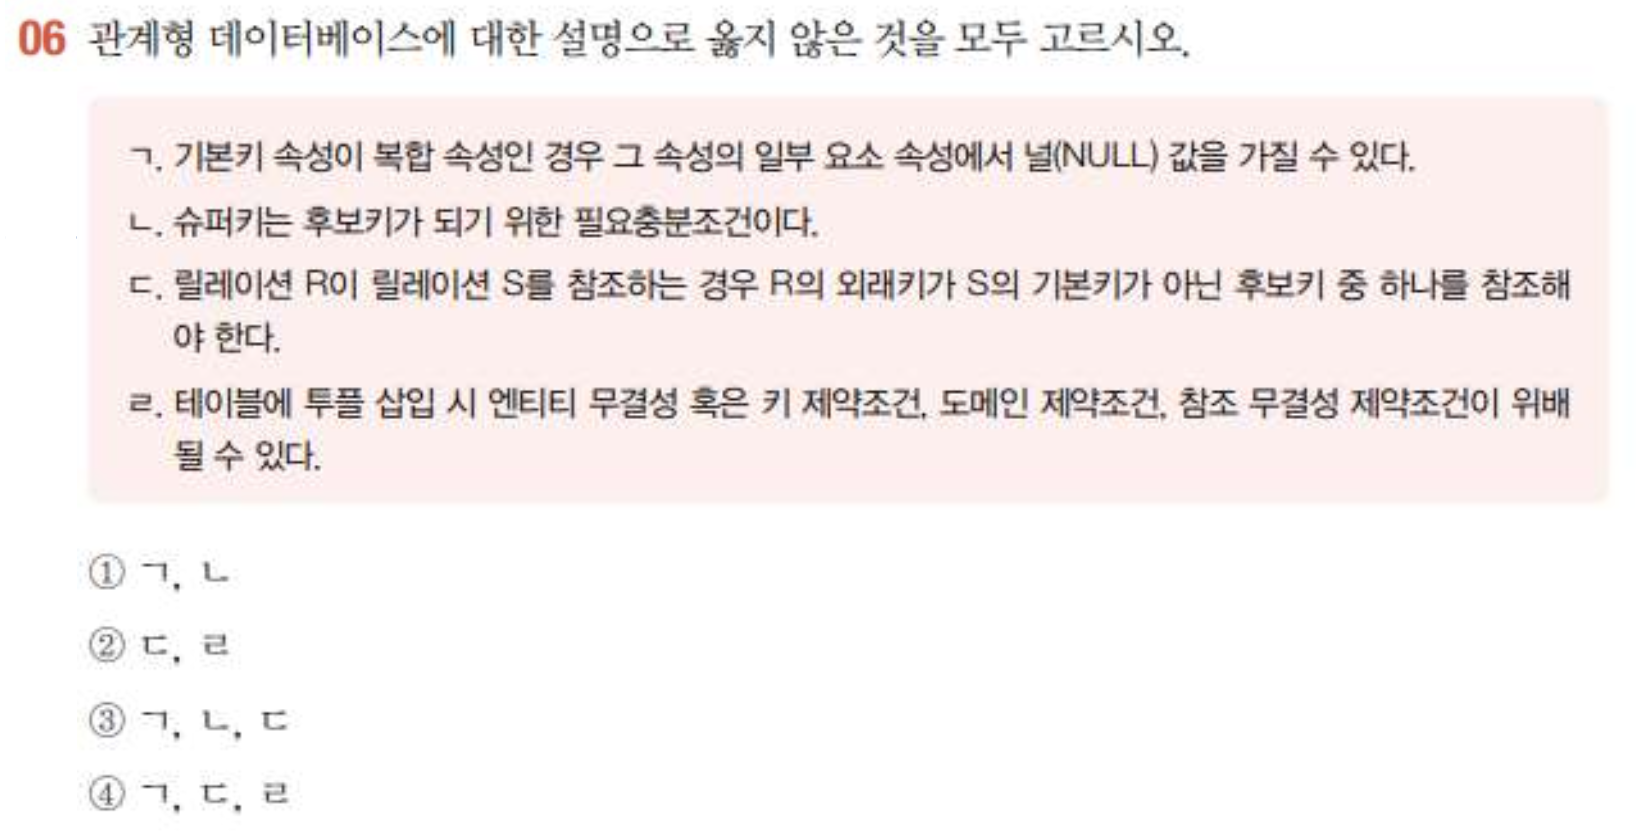 06 관계형 데이터베이스에 대한 설명으로 옳지 않은 것을 모두 고르시오.
ㄱ. 기본키 속성이 복합 속성인 경우 그 속성의 일부 요소 속성에서 널(NULL) 값을 가질 수 있다.
ㄴ. 슈퍼키는 후보키가 되기 위한 필요충분조건이다.
ㄷ. 릴레이션 R이 릴레이션 S를 참조하는 경우 R의 외래키가 S의 기본키가 아닌 후보키 중 하나를 참조해
야 한다.
ㄹ. 테이블에 투플 삽입 시 엔티티 무결성 혹은 키 제약조건, 도메인 제약조건, 참조 무결성 제약조건이 위배
될 수 있다.
① ㄱ, ㄴ
② ㄷ, ㄹ
③ ㄱ, ㄴ, ㄷ
④ ㄱ, ㄷ, ㄹ